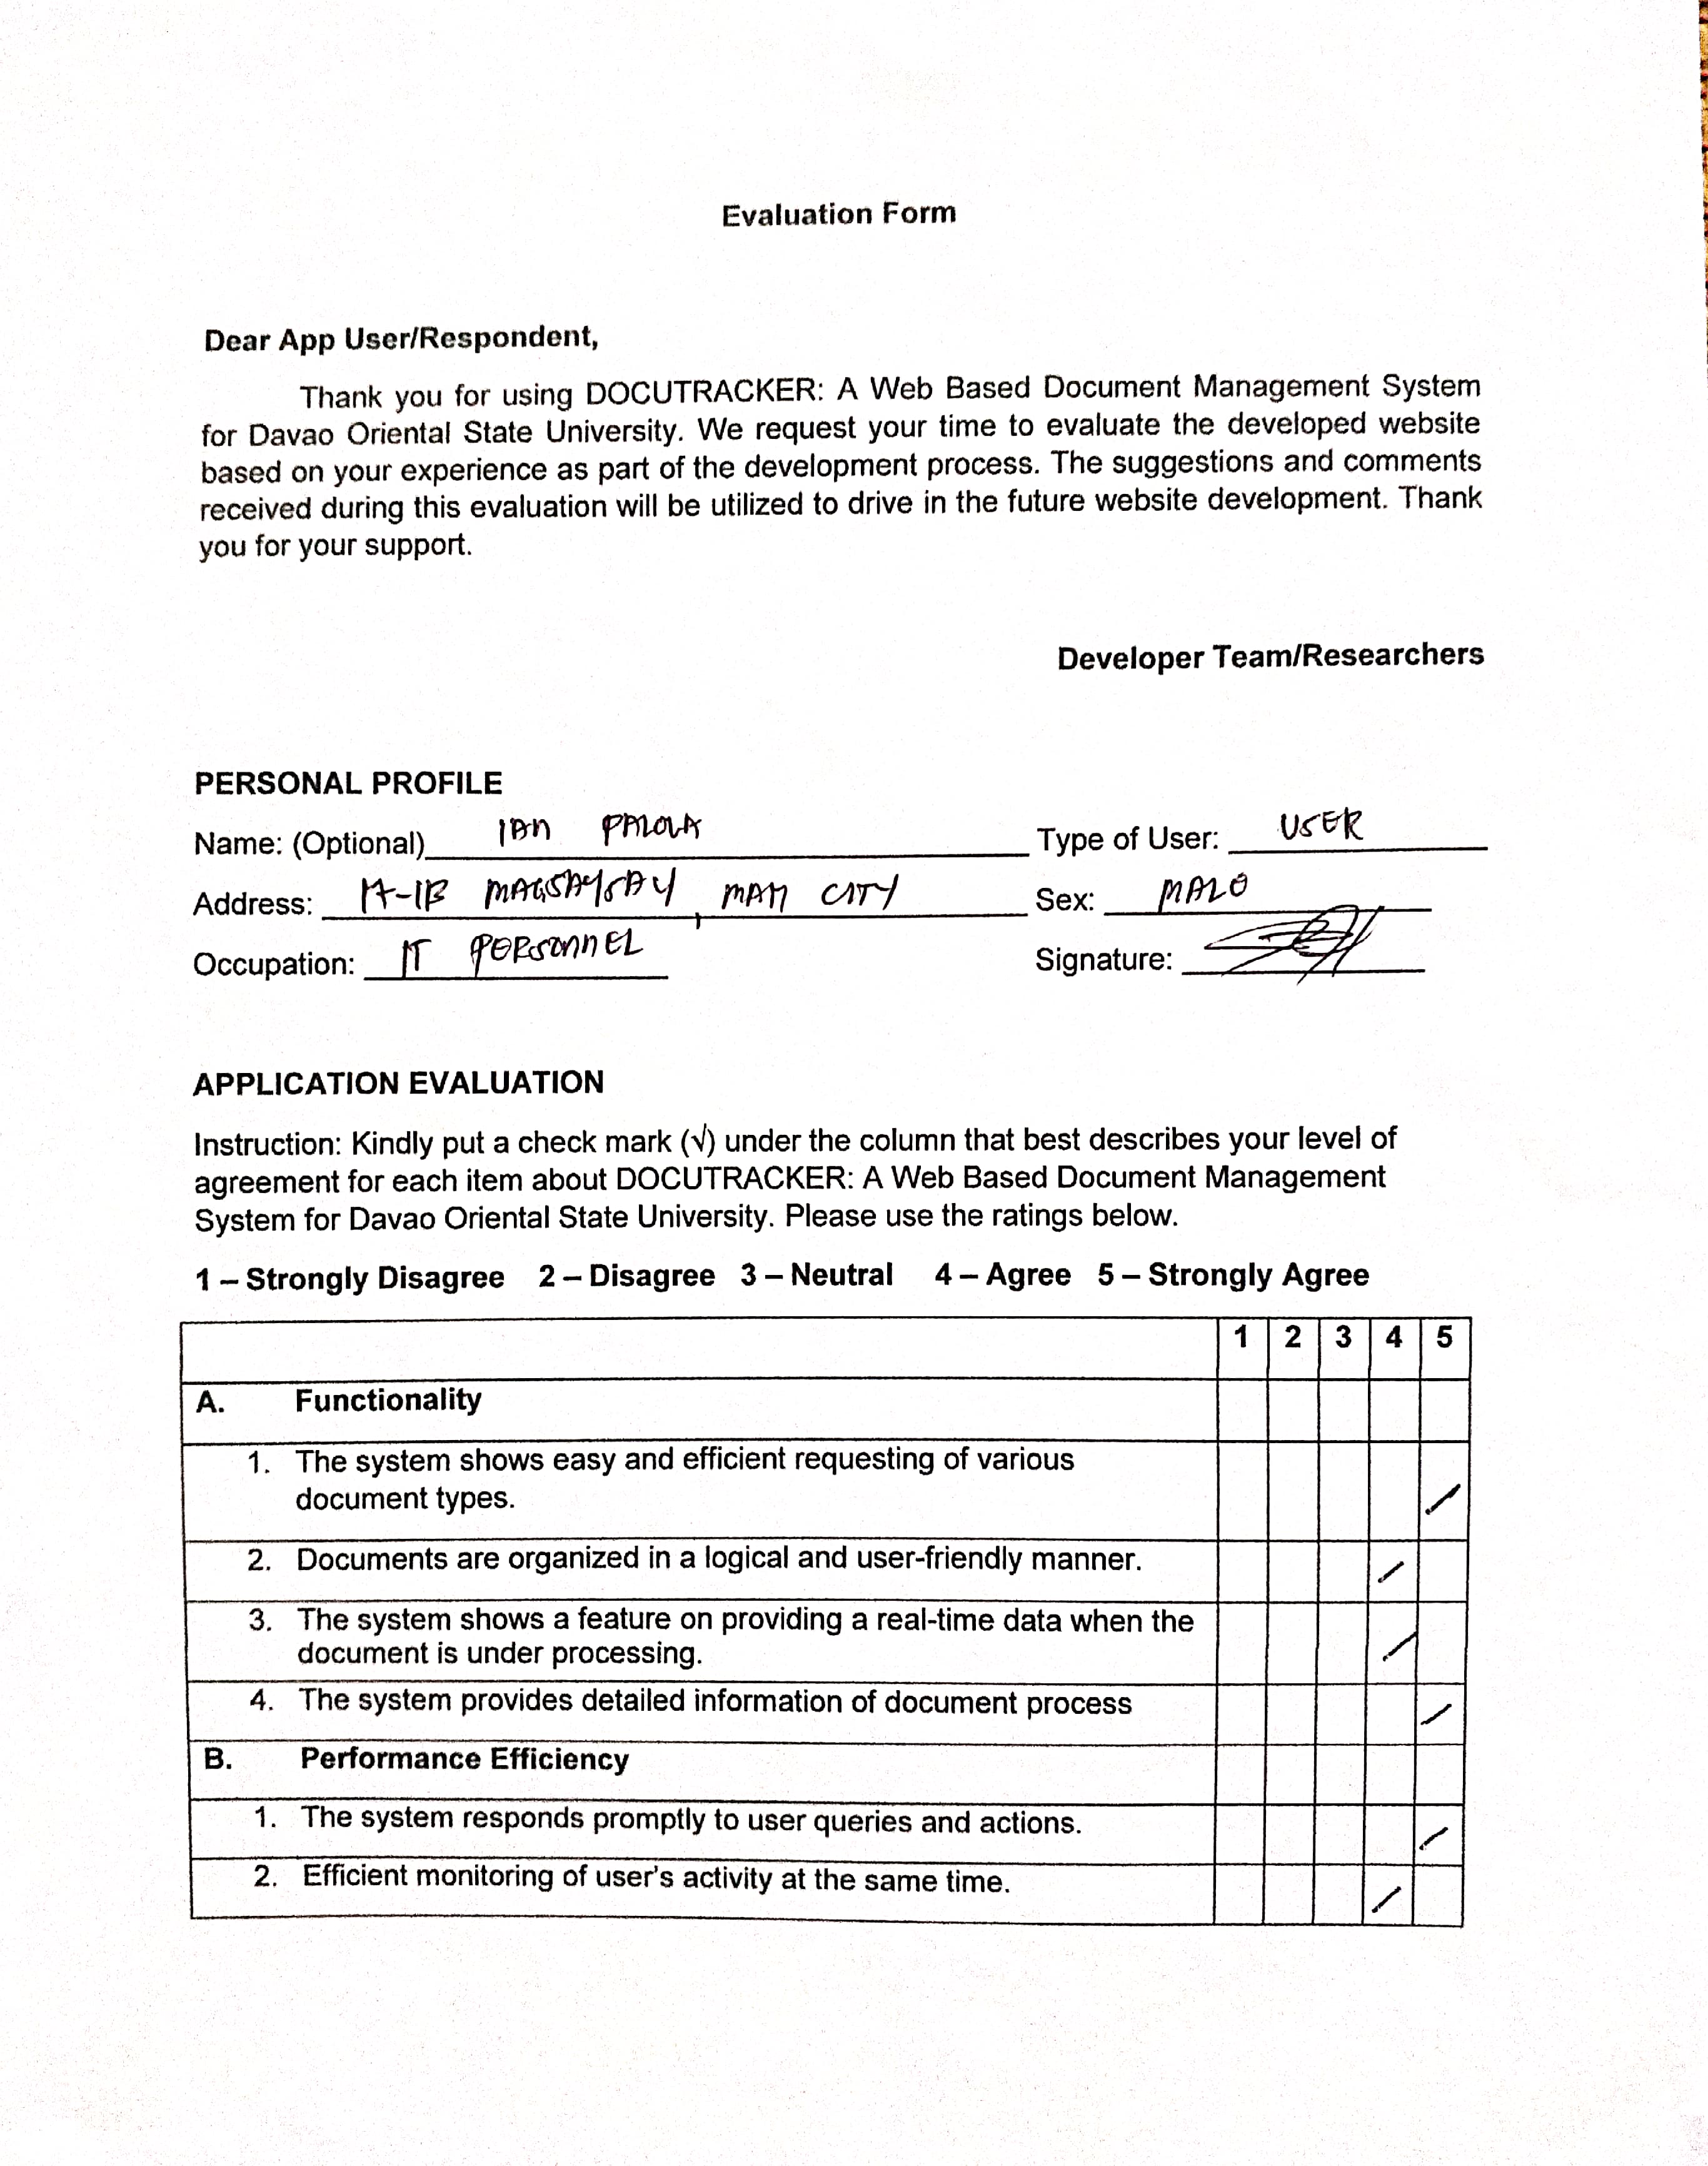 Evaluation Form
Dear App User/Respondent,
Thank you for using DOCUTRACKER: A Web Based Document Management System
for Davao Oriental State University. We request your time to evaluate the developed website
based on your experience as part of the development process. The suggestions and comments
received during this evaluation will be utilized to drive in the future website development. Thank
you for your support.
Developer Team/Researchers
PERSONAL PROFILE
Name: (Optional) IAN Type of User: USER
Address: MAGSAYSAY, CITY Sex:
Occupation: IT PERSONNEL Signature:
APPLICATION EVALUATION
Instruction: Kindly put a check mark (√) under the column that best describes your level of
agreement for each item about DOCUTRACKER: A Web Based Document Management
System for Davao Oriental State University. Please use the ratings below.
1 – Strongly Disagree 2 – Disagree 3 – Neutral 4 – Agree 5 – Strongly Agree
1 2 3 4 5
A. Functionality
1. The system shows easy and efficient requesting of various
document types.
2. Documents are organized in a logical and user-friendly manner.
3. The system shows a feature on providing a real-time data when the
document is under processing.
4. The system provides detailed information of document process
B. Performance Efficiency
1. The system responds promptly to user queries and actions.
2. Efficient monitoring of user's activity at the same time.